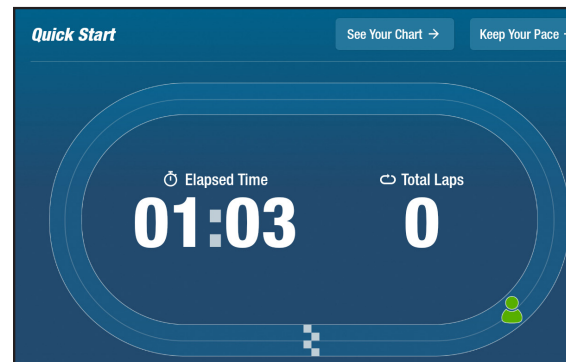 Quick Start
See Your Chart →
Keep Your Pace
Elapsed Time
Total Laps
01:03
0